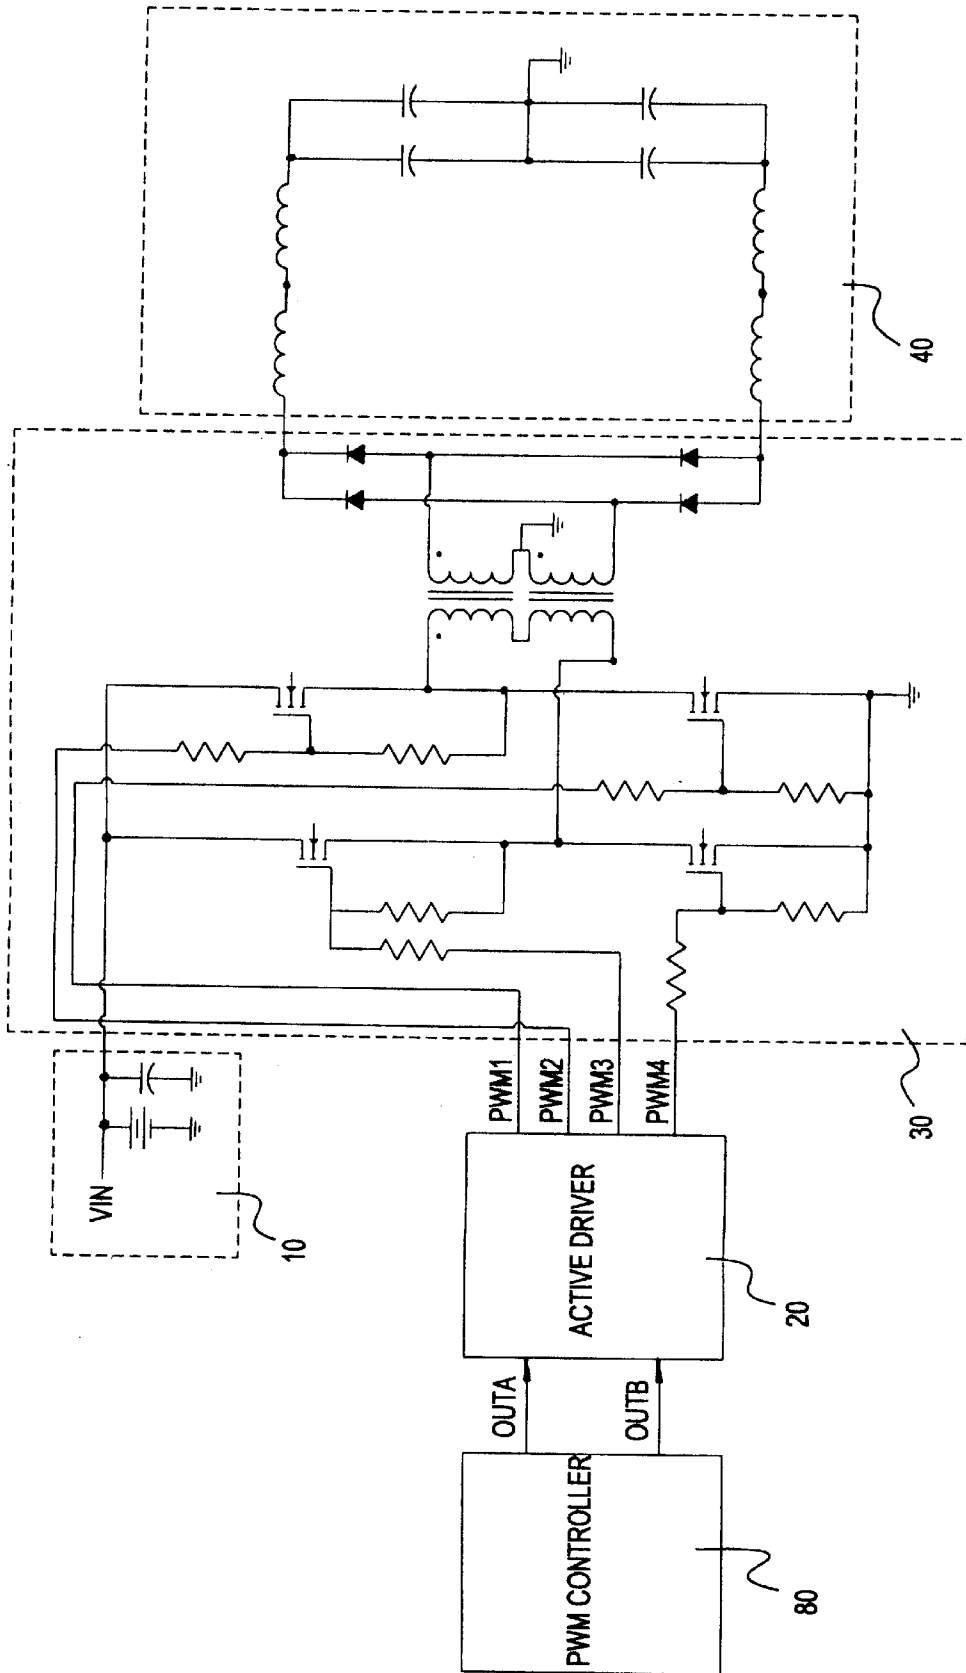 VIN
10
PWM CONTROLLER
80
OUTA
OUTB
ACTIVE DRIVER
20
PWM1
PWM2
PWM3
PWM4
30
40